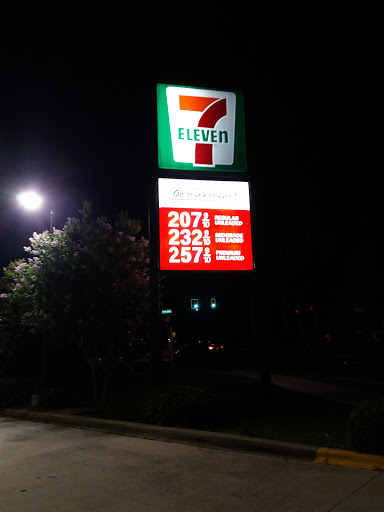 7
ELEVEn
207 9/10 REGULAR UNLEADED
232 9/10 MIDGRADE UNLEADED
257 9/10 PREMIUM UNLEADED